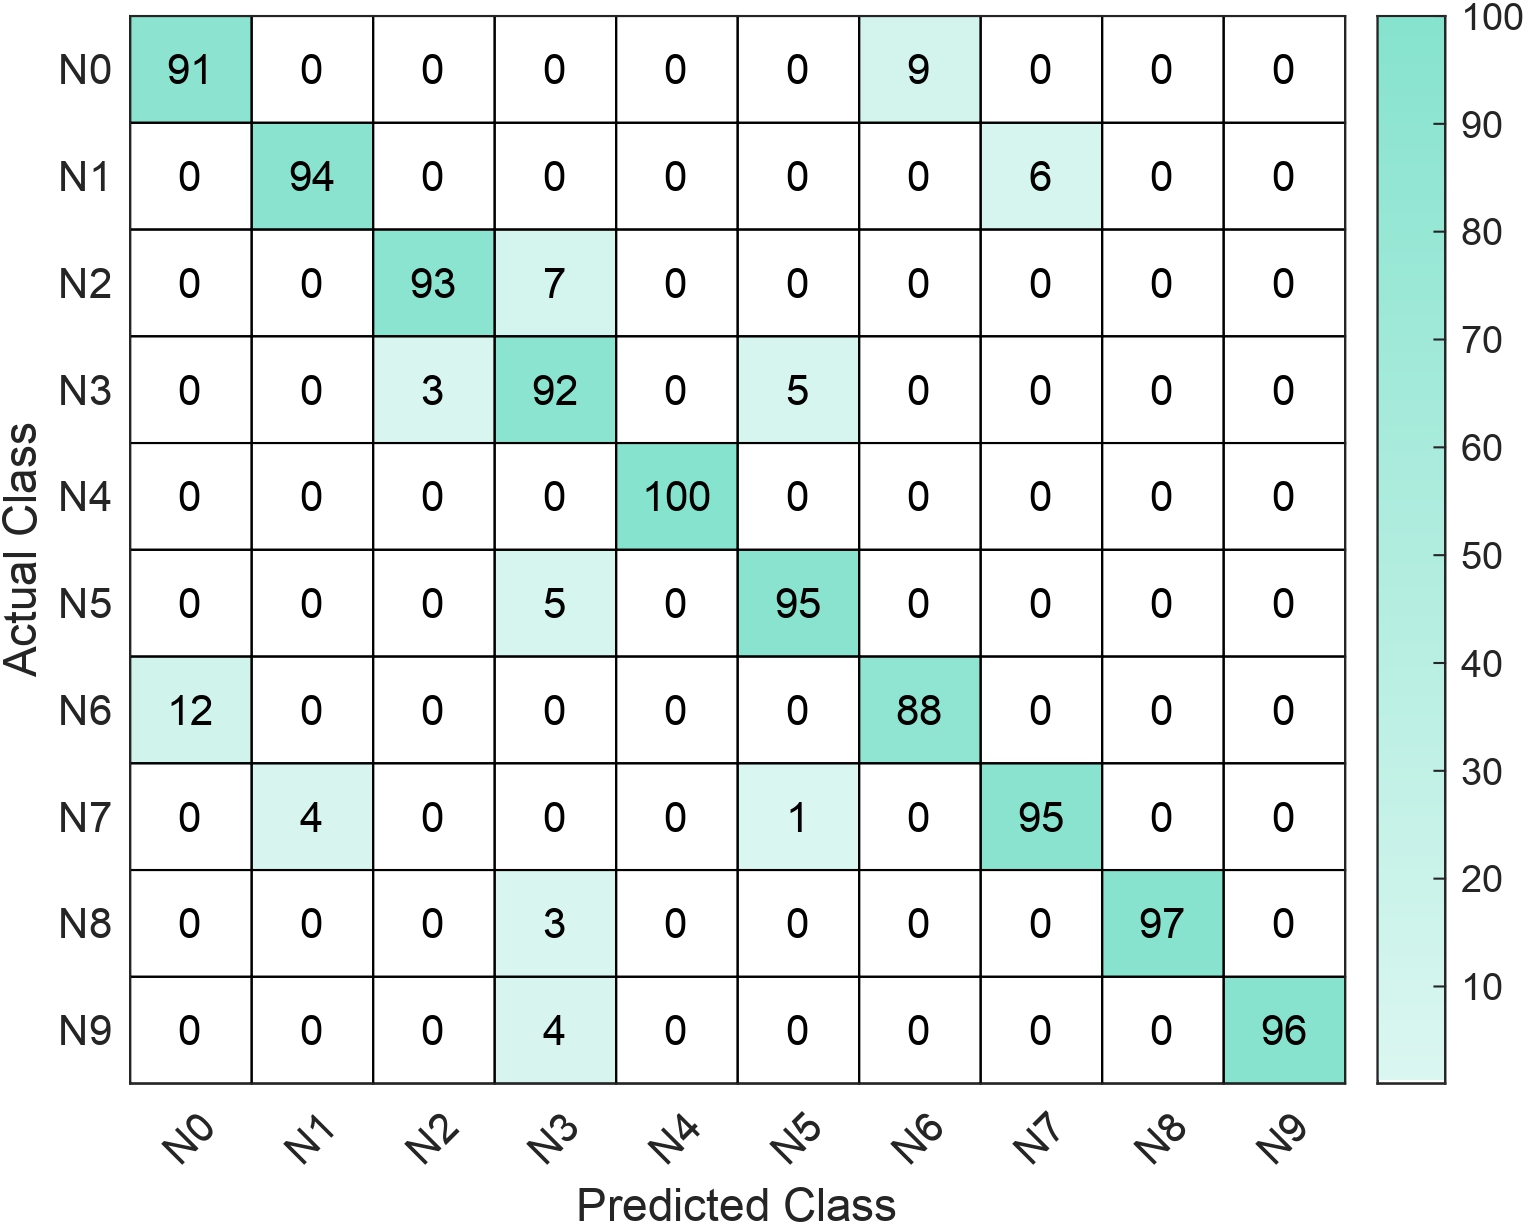 N0 91 0 0 0 0 0 9 0 0 0
N1 0 94 0 0 0 0 0 6 0 0
N2 0 0 93 7 0 0 0 0 0 0
N3 0 0 3 92 0 5 0 0 0 0
N4 0 0 0 0 100 0 0 0 0 0
N5 0 0 0 5 0 95 0 0 0 0
N6 12 0 0 0 0 0 88 0 0 0
N7 0 4 0 0 0 1 0 95 0 0
N8 0 0 0 3 0 0 0 0 97 0
N9 0 0 0 4 0 0 0 0 0 96
N0 N1 N2 N3 N4 N5 N6 N7 N8 N9
Predicted Class
Actual Class
100
90
80
70
60
50
40
30
20
10